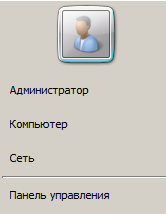 Администратор
Компьютер
Сеть
Панель управления